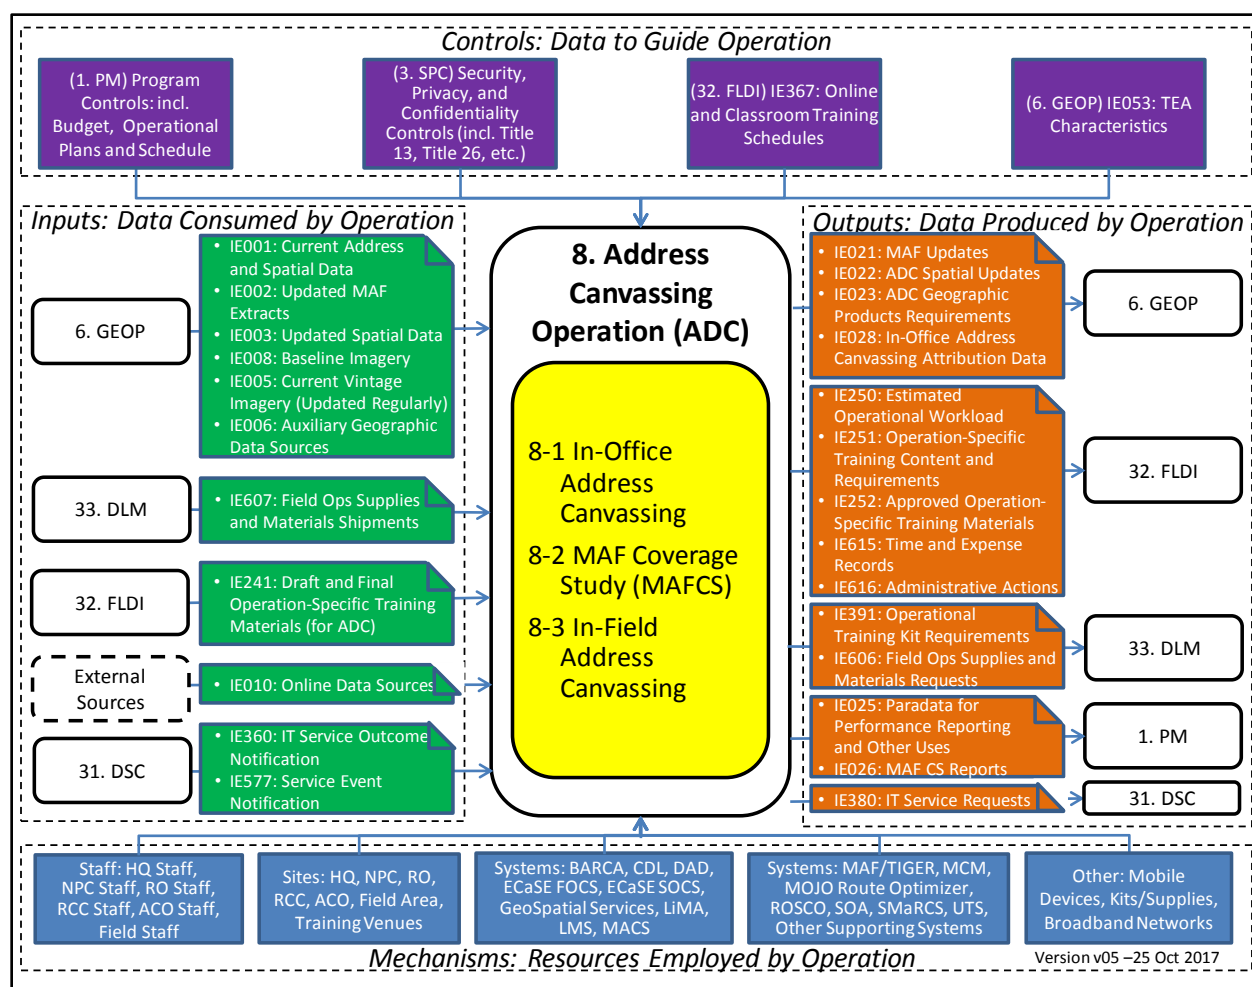 Controls: Data to Guide Operation
(1. PM) Program
Controls: incl.
Budget, Operational
Plans and Schedule
(3. SPC) Security,
Privacy, and
Confidentiality
Controls (incl. Title
13, Title 26, etc.)
(32. FLDI) IE367: Online
and Classroom Training
Schedules
(6. GEOP) IE053: TEA
Characteristics
Inputs: Data Consumed by Operation
6. GEOP
• IE001: Current Address
and Spatial Data
• IE002: Updated MAF
Extracts
• IE003: Updated Spatial Data
• IE008: Baseline Imagery
• IE005: Current Vintage
Imagery (Updated Regularly)
• IE006: Auxiliary Geographic
Data Sources
33. DLM
• IE607: Field Ops Supplies
and Materials Shipments
32. FLDI
• IE241: Draft and Final
Operation-Specific Training
Materials (for ADC)
External
Sources
• IE010: Online Data Sources
31. DSC
• IE360: IT Service Outcome
Notification
• IE577: Service Event
Notification
8. Address
Canvassing
Operation (ADC)
8-1 In-Office
Address
Canvassing
8-2 MAF Coverage
Study (MAFCS)
8-3 In-Field
Address
Canvassing
Outputs: Data Produced by Operation
• IE021: MAF Updates
• IE022: ADC Spatial Updates
• IE023: ADC Geographic
Products Requirements
• IE028: In-Office Address
Canvassing Attribution Data
6. GEOP
• IE250: Estimated
Operational Workload
• IE251: Operation-Specific
Training Content and
Requirements
• IE252: Approved Operation-
Specific Training Materials
• IE615: Time and Expense
Records
• IE616: Administrative Actions
32. FLDI
• IE391: Operational
Training Kit Requirements
• IE606: Field Ops Supplies and
Materials Requests
33. DLM
• IE025: Paradata for
Performance Reporting
and Other Uses
• IE026: MAF CS Reports
1. PM
• IE380: IT Service Requests
31. DSC
Staff: HQ Staff,
NPC Staff, RO Staff,
RCC Staff, ACO Staff,
Field Staff
Sites: HQ, NPC, RO,
RCC, ACO, Field Area,
Training Venues
Systems: BARCA, CDL, DAD,
ECaSE FOCS, ECaSE SOCS,
GeoSpatial Services, LiMA,
LMS, MACS
Systems: MAF/TIGER, MCM,
MOJO Route Optimizer,
ROSCO, SOA, SMaRCS, UTS,
Other Supporting Systems
Other: Mobile
Devices, Kits/Supplies,
Broadband Networks
Mechanisms: Resources Employed by Operation
Version v05 –25 Oct 2017